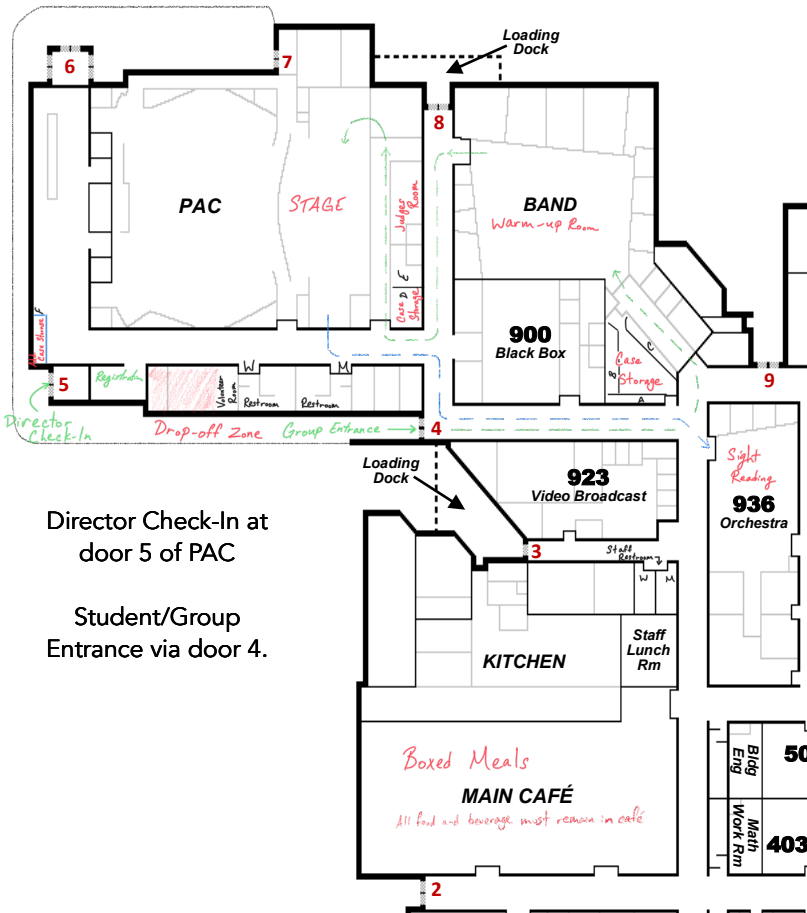 Loading
Dock
7
6
8
PAC
STAGE
Judges
Room
BAND
Warm-up Room
E
D
Case
Storage
F
Case Storage
900
Black Box
C
Case
Storage
B
A
5
Registration
Volunteer
Room
W
Restroom
M
Restroom
9
Director
Check-In
Drop-off Zone
Group Entrance
4
Loading
Dock
923
Video Broadcast
Sight
Reading
936
Orchestra
Director Check-In at
door 5 of PAC
Student/Group
Entrance via door 4.
3
Staff
Restroom
W
M
KITCHEN
Staff
Lunch
Rm
Boxed Meals
MAIN CAFÉ
All food and beverage must remain in café
Bldg
Eng
50
Math
Work Rm
403
2